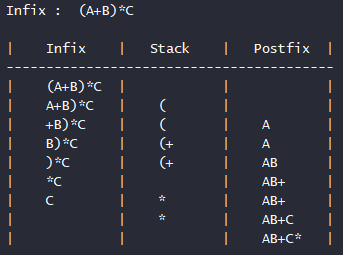 Infix :  (A+B)*C
|    Infix    |   Stack    |   Postfix  |
-----------------------------------------
|    (A+B)*C  |            |            |
|    A+B)*C   |    (       |            |
|    +B)*C    |    (       |    A       |
|    B)*C     |    (+      |    A       |
|    )*C      |    (+      |    AB      |
|    *C       |            |    AB+     |
|    C        |    *       |    AB+     |
|             |    *       |    AB+C    |
|             |            |    AB+C*   |